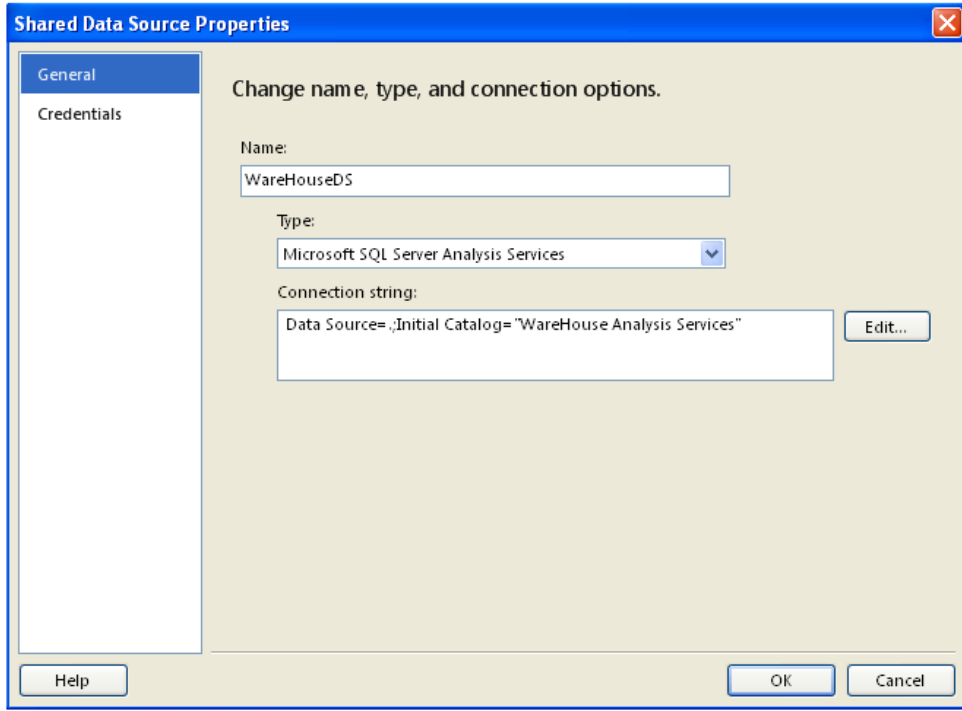 Shared Data Source Properties
General
Credentials
Change name, type, and connection options.
Name:
WareHouseDS
Type:
Microsoft SQL Server Analysis Services
Connection string:
Data Source=.;Initial Catalog="WareHouse Analysis Services"
Edit...
Help
OK
Cancel